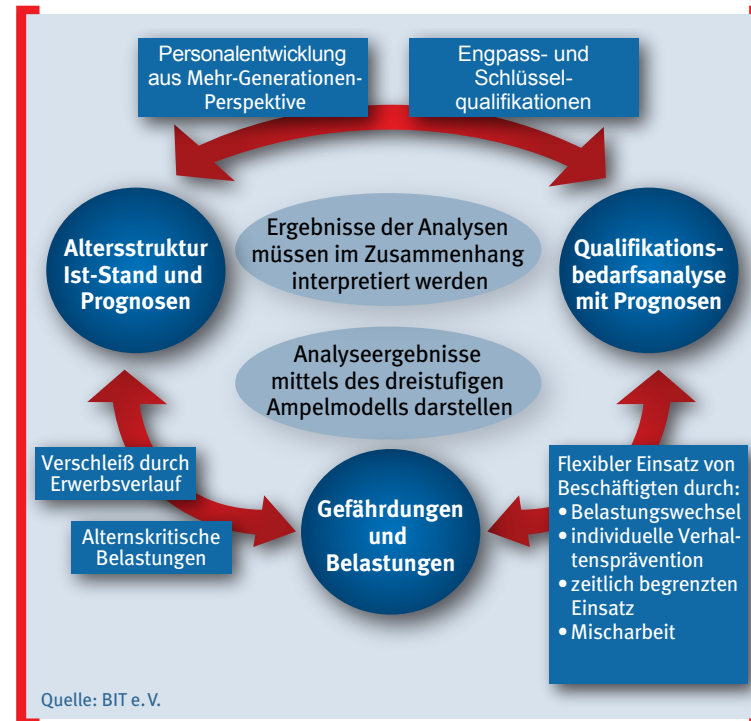 Personalentwicklung
aus Mehr-Generationen-
Perspektive
Engpass- und
Schlüssel-
qualifikationen
Altersstruktur
Ist-Stand und
Prognosen
Ergebnisse der Analysen
müssen im Zusammenhang
interpretiert werden
Qualifikations-
bedarfsanalyse
mit Prognosen
Analyseergebnisse
mittels des dreistufigen
Ampelmodells darstellen
Verschleiß durch
Erwerbsverlauf
Alternskritische
Belastungen
Gefährdungen
und
Belastungen
Flexibler Einsatz von
Beschäftigten durch:
• Belastungswechsel
• individuelle Verhal-
tensprävention
• zeitlich begrenzten
Einsatz
• Mischarbeit
Quelle: BIT e.V.